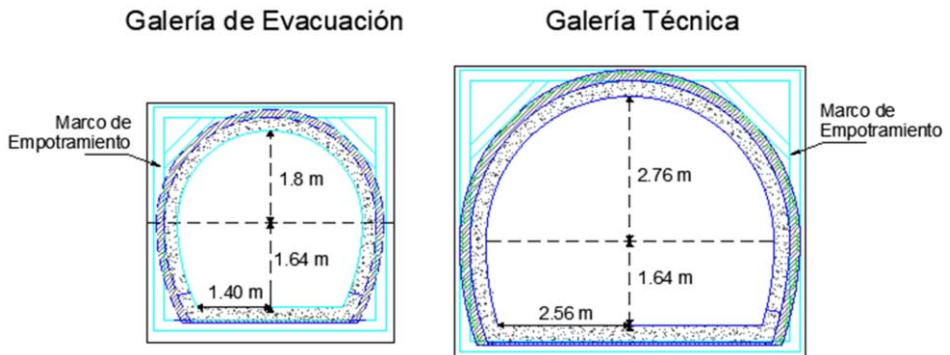 Galería de Evacuación
Galería Técnica
Marco de
Empotramiento
1.8 m
1.64 m
1.40 m
Marco de
Empotramiento
2.76 m
1.64 m
2.56 m